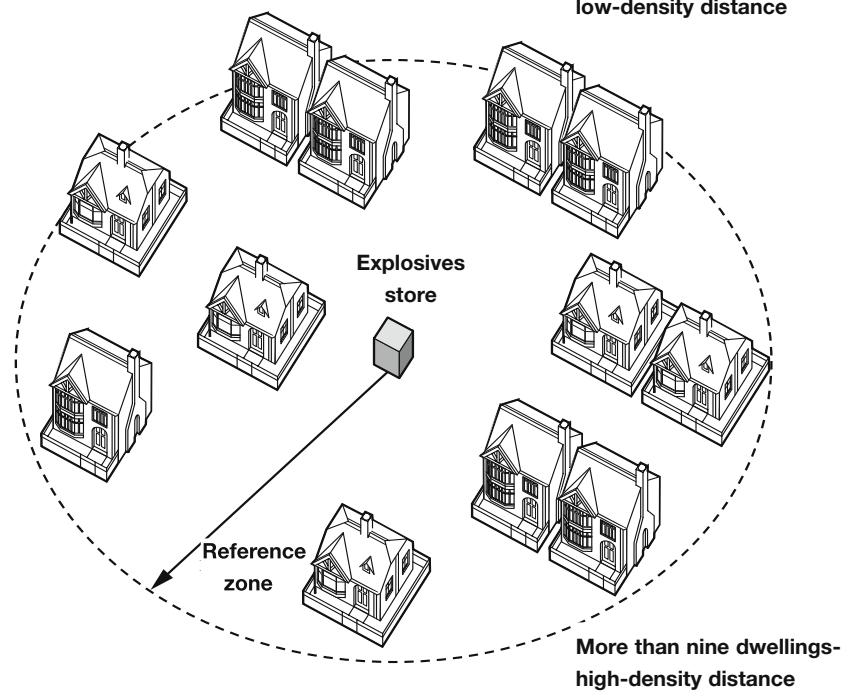 low-density distance
Explosives
store
Reference
zone
More than nine dwellings-
high-density distance